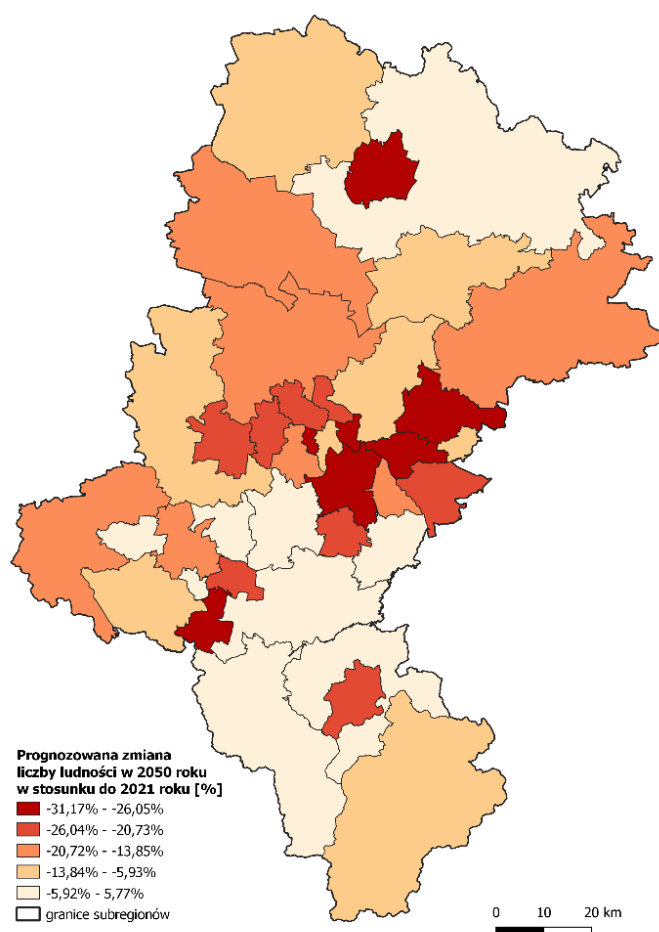 Prognozowana zmiana
liczby ludności w 2050 roku
w stosunku do 2021 roku [%]
-31,17% - -26,05%
-26,04% - -20,73%
-20,72% - -13,85%
-13,84% - -5,93%
-5,92% - 5,77%
granice subregionów
0 10 20 km